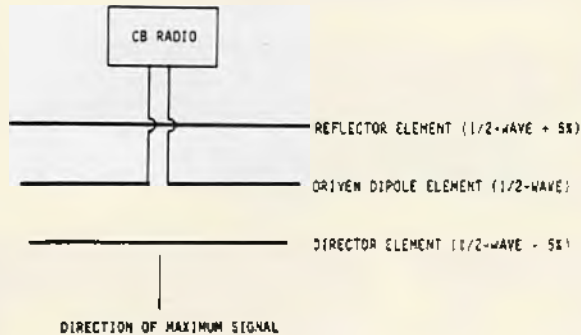 CB RADIO
REFLECTOR ELEMENT (1/2-WAVE + 5%)
DRIVEN DIPOLE ELEMENT (1/2-WAVE)
DIRECTOR ELEMENT (1/2-WAVE - 5%)
DIRECTION OF MAXIMUM SIGNAL